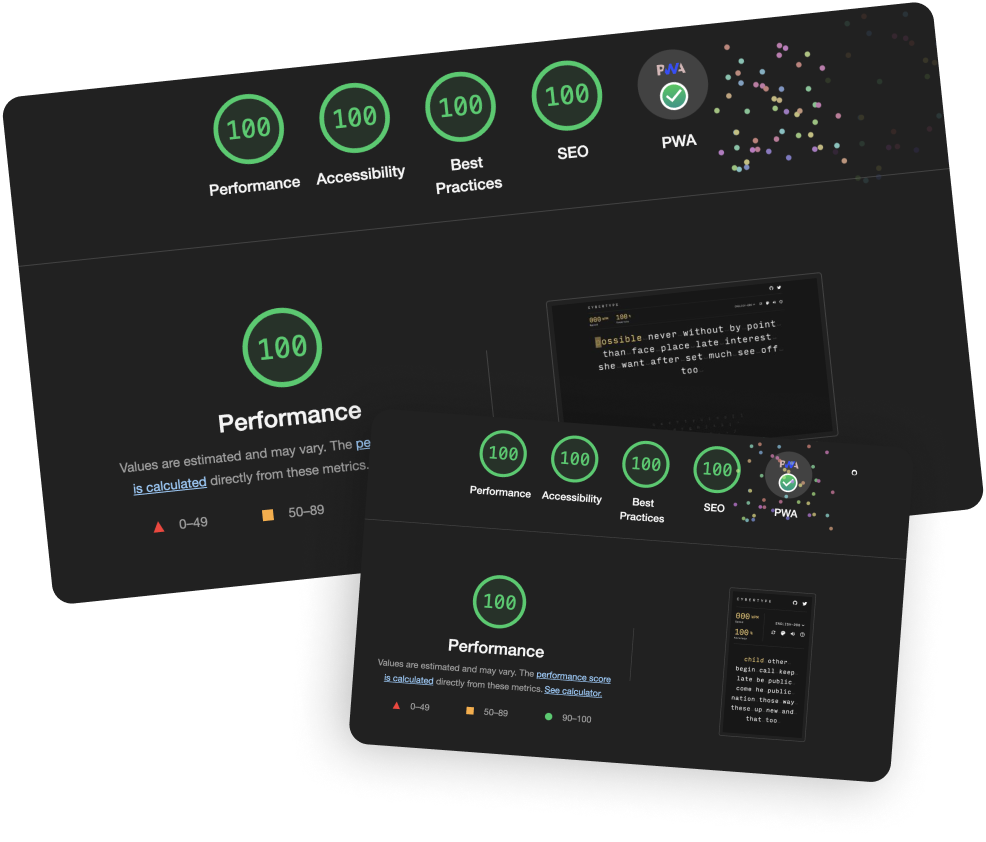 100
100
100
100
PWA
Performance
Accessibility
Best
Practices
SEO
PWA
100
Performance
Values are estimated and may vary. The pe
is calculated directly from these metrics.
0–49
50–89
CYBERTYPE
000 wpm
100 %
possible never without by point
than face place late interest
she want after set much see off
too
100
100
100
100
PWA
Performance
Accessibility
Best
Practices
SEO
PWA
100
Performance
Values are estimated and may vary. The performance score
is calculated directly from these metrics. See calculator.
0–49
50–89
90–100
CYBERTYPE
000 wpm
100 %
child other
begin call keep
late be public
come he public
nation those way
these up new and
that too